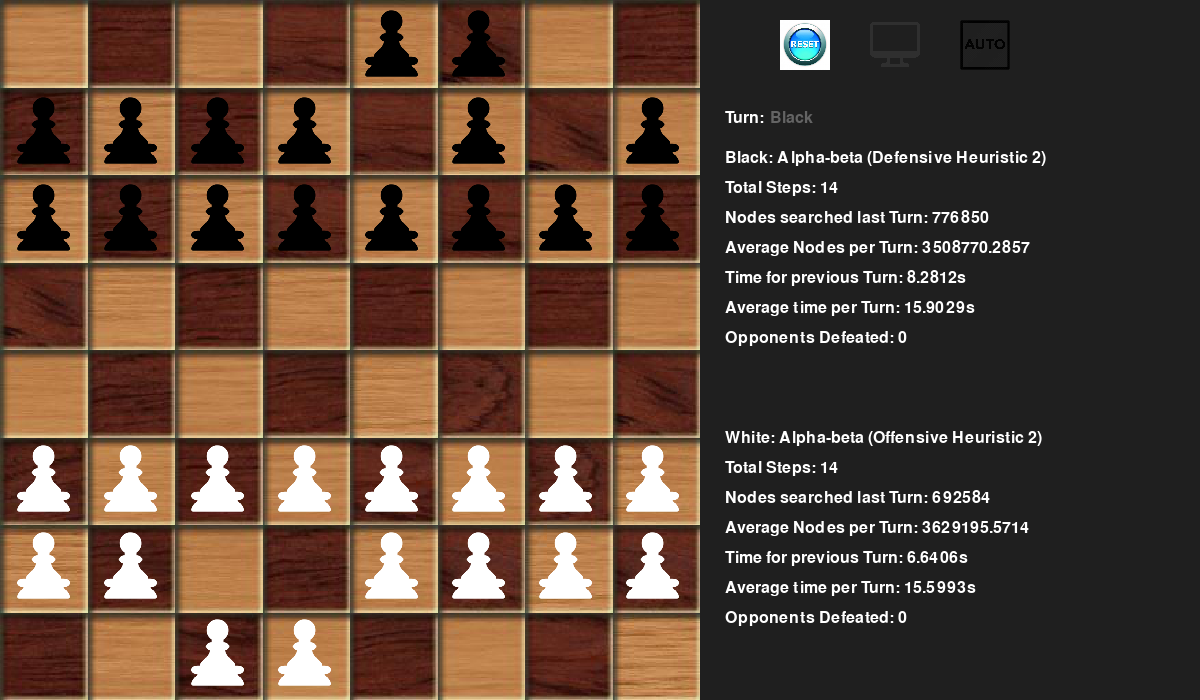 RESET
AUTO
Turn: Black
Black: Alpha-beta (Defensive Heuristic 2)
Total Steps: 14
Nodes searched last Turn: 776850
Average Nodes per Turn: 3508770.2857
Time for previous Turn: 8.2812s
Average time per Turn: 15.9029s
Opponents Defeated: 0
White: Alpha-beta (Offensive Heuristic 2)
Total Steps: 14
Nodes searched last Turn: 692584
Average Nodes per Turn: 3629195.5714
Time for previous Turn: 6.6406s
Average time per Turn: 15.5993s
Opponents Defeated: 0